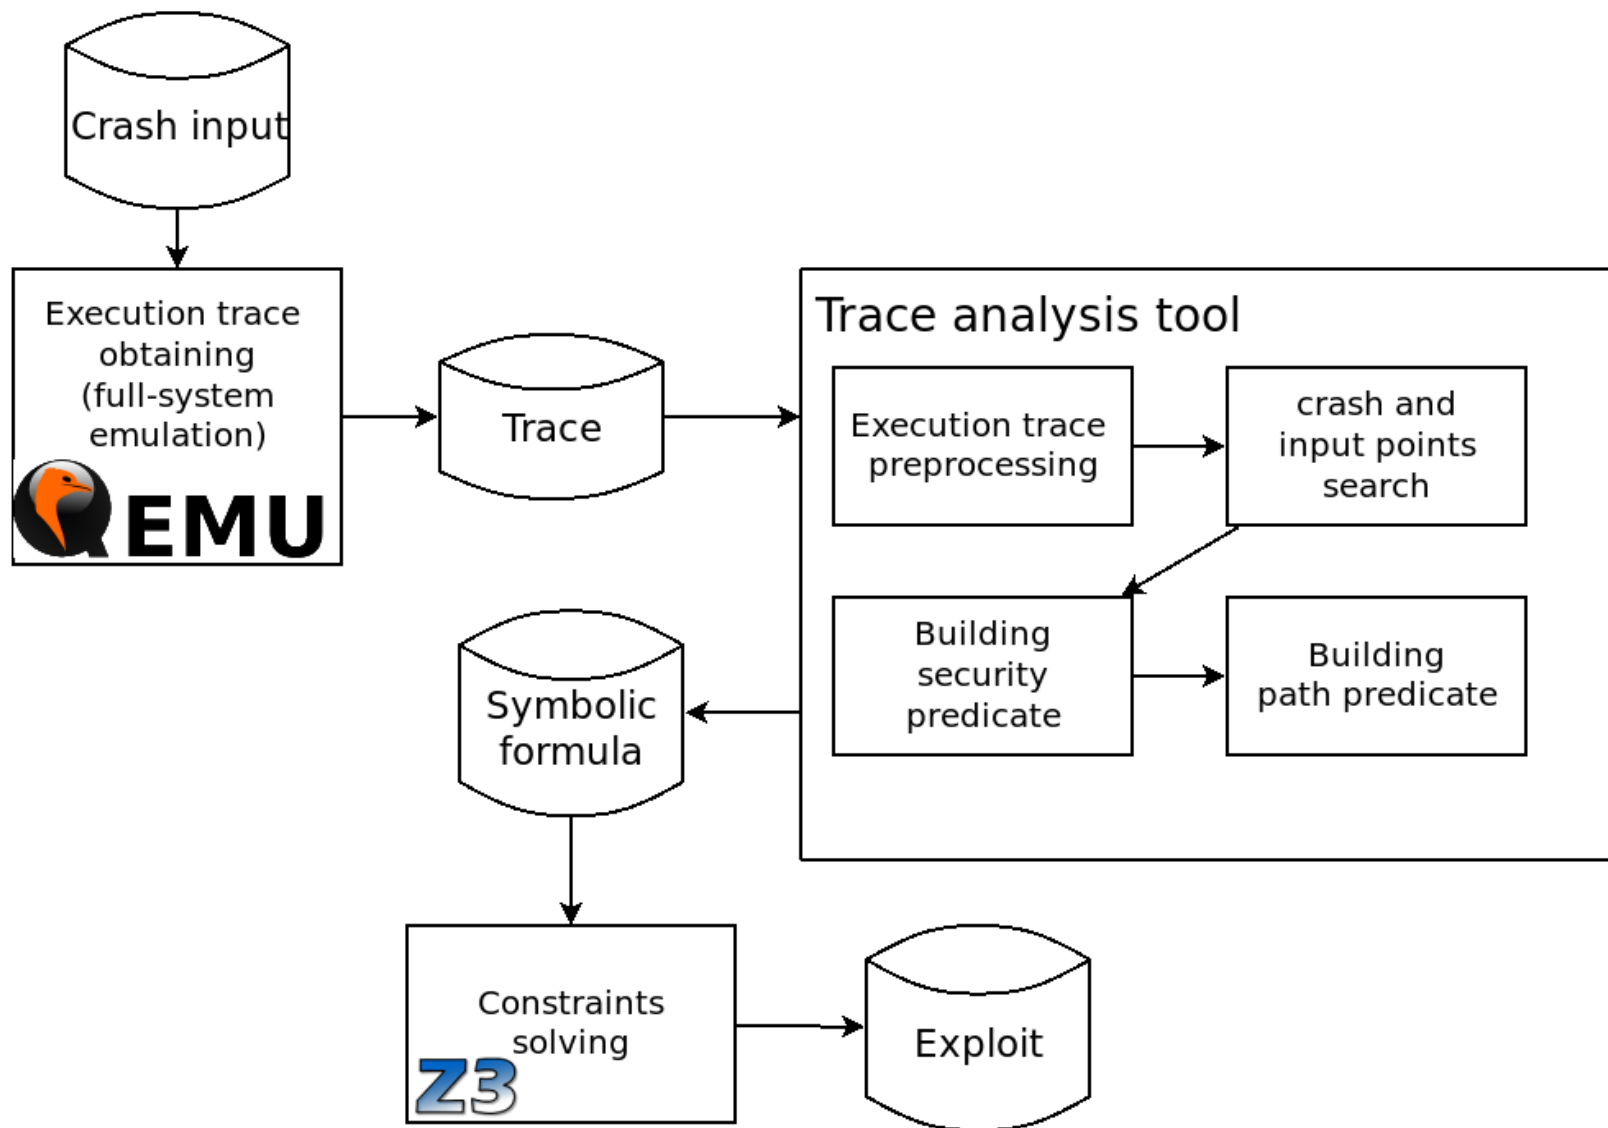 Crash input
Execution trace
obtaining
(full-system
emulation)
QEMU
Trace
Trace analysis tool
Execution trace
preprocessing
crash and
input points
search
Building
security
predicate
Building
path predicate
Symbolic
formula
Constraints
solving
Z3
Exploit